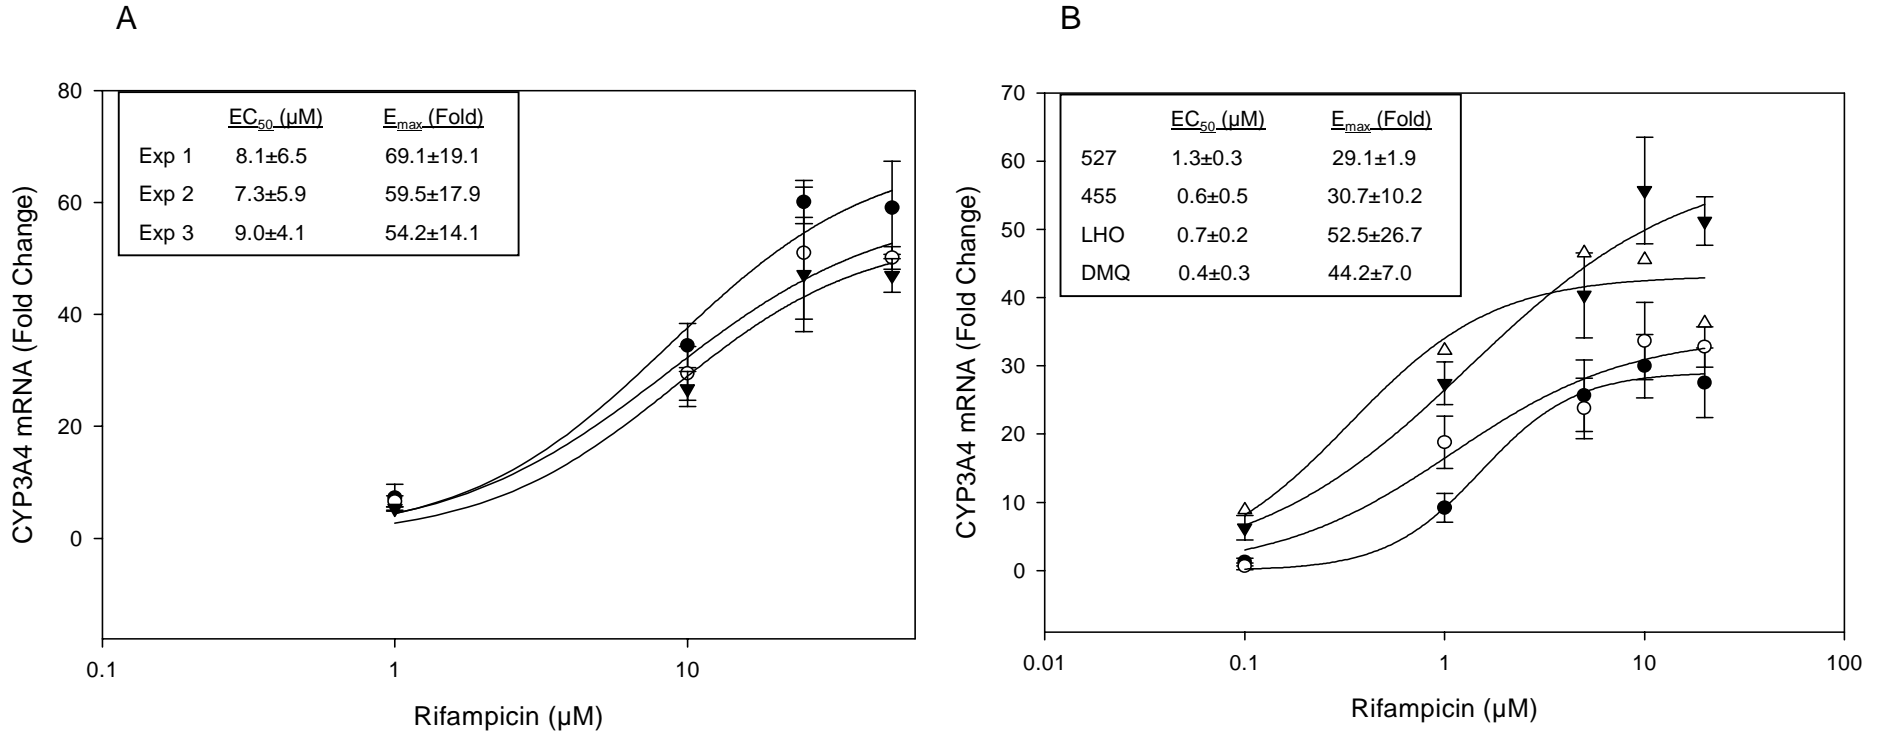 A
CYP3A4 mRNA (Fold Change)
80
60
40
20
0
EC50 (µM) Emax (Fold)
Exp 1 8.1±6.5 69.1±19.1
Exp 2 7.3±5.9 59.5±17.9
Exp 3 9.0±4.1 54.2±14.1
0.1 1 10
Rifampicin (µM)
B
CYP3A4 mRNA (Fold Change)
70
60
50
40
30
20
10
0
EC50 (µM) Emax (Fold)
527 1.3±0.3 29.1±1.9
455 0.6±0.5 30.7±10.2
LHO 0.7±0.2 52.5±26.7
DMQ 0.4±0.3 44.2±7.0
0.01 0.1 1 10 100
Rifampicin (µM)